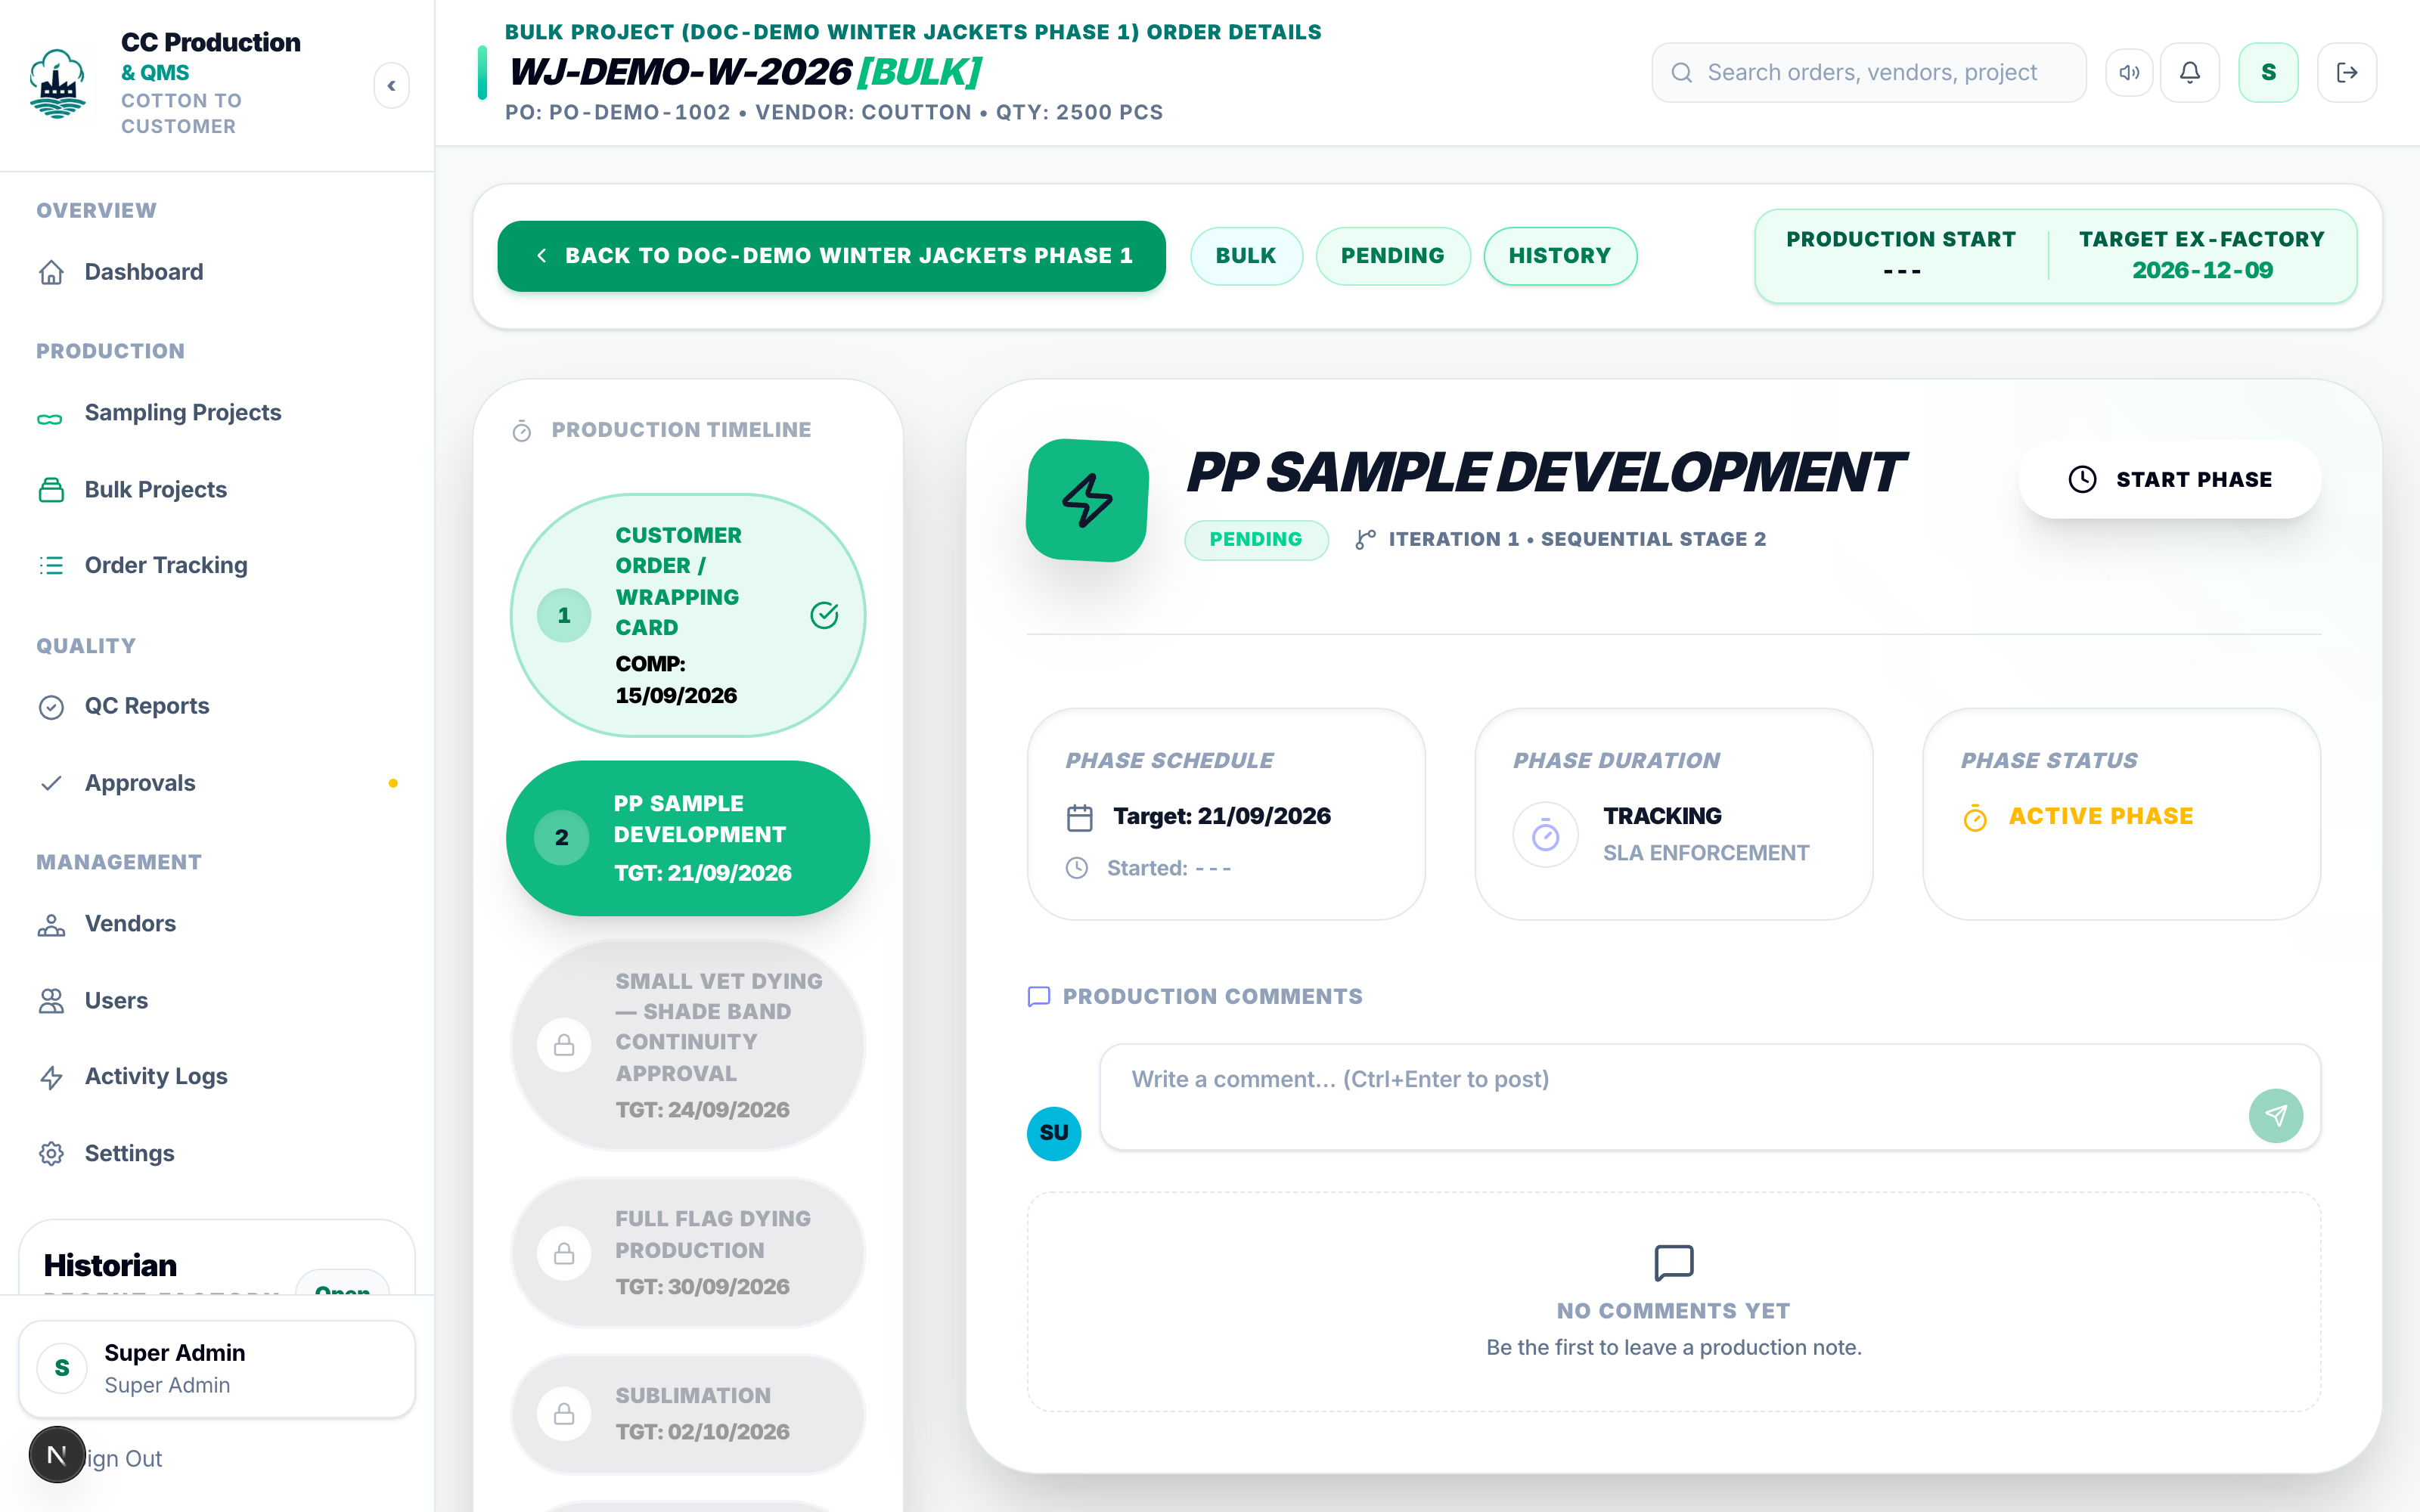 CC Production
& QMS
COTTON TO
CUSTOMER
‹
OVERVIEW
Dashboard
PRODUCTION
Sampling Projects
Bulk Projects
Order Tracking
QUALITY
QC Reports
Approvals
MANAGEMENT
Vendors
Users
Activity Logs
Settings
Historian
Open
S
Super Admin
Super Admin
N
ign Out
BULK PROJECT (DOC-DEMO WINTER JACKETS PHASE 1) ORDER DETAILS
WJ-DEMO-W-2026 [BULK]
PO: PO-DEMO-1002 • VENDOR: COUTTON • QTY: 2500 PCS
Search orders, vendors, project
S
BACK TO DOC-DEMO WINTER JACKETS PHASE 1
BULK
PENDING
HISTORY
PRODUCTION START
---
TARGET EX-FACTORY
2026-12-09
PRODUCTION TIMELINE
1
CUSTOMER
ORDER /
WRAPPING
CARD
COMP:
15/09/2026
2
PP SAMPLE
DEVELOPMENT
TGT: 21/09/2026
SMALL VET DYING
— SHADE BAND
CONTINUITY
APPROVAL
TGT: 24/09/2026
FULL FLAG DYING
PRODUCTION
TGT: 30/09/2026
SUBLIMATION
TGT: 02/10/2026
PP SAMPLE DEVELOPMENT
PENDING
ITERATION 1 • SEQUENTIAL STAGE 2
START PHASE
PHASE SCHEDULE
Target: 21/09/2026
Started: ---
PHASE DURATION
TRACKING
SLA ENFORCEMENT
PHASE STATUS
ACTIVE PHASE
PRODUCTION COMMENTS
SU
Write a comment... (Ctrl+Enter to post)
NO COMMENTS YET
Be the first to leave a production note.